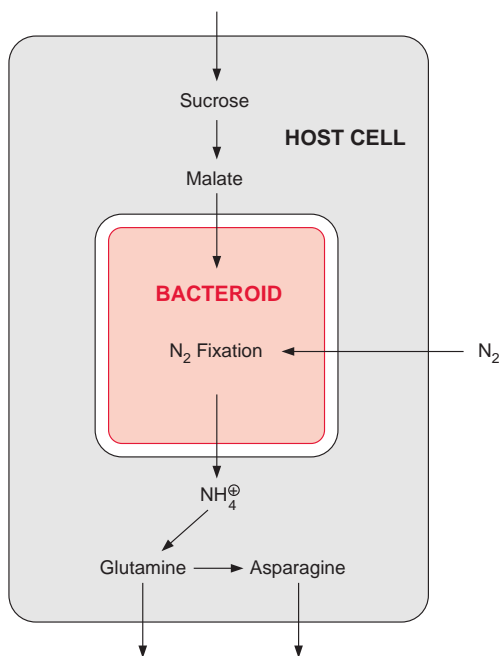 Sucrose
HOST CELL
Malate
BACTEROID
N₂ Fixation
N₂
NH₄⊕
Glutamine
Asparagine